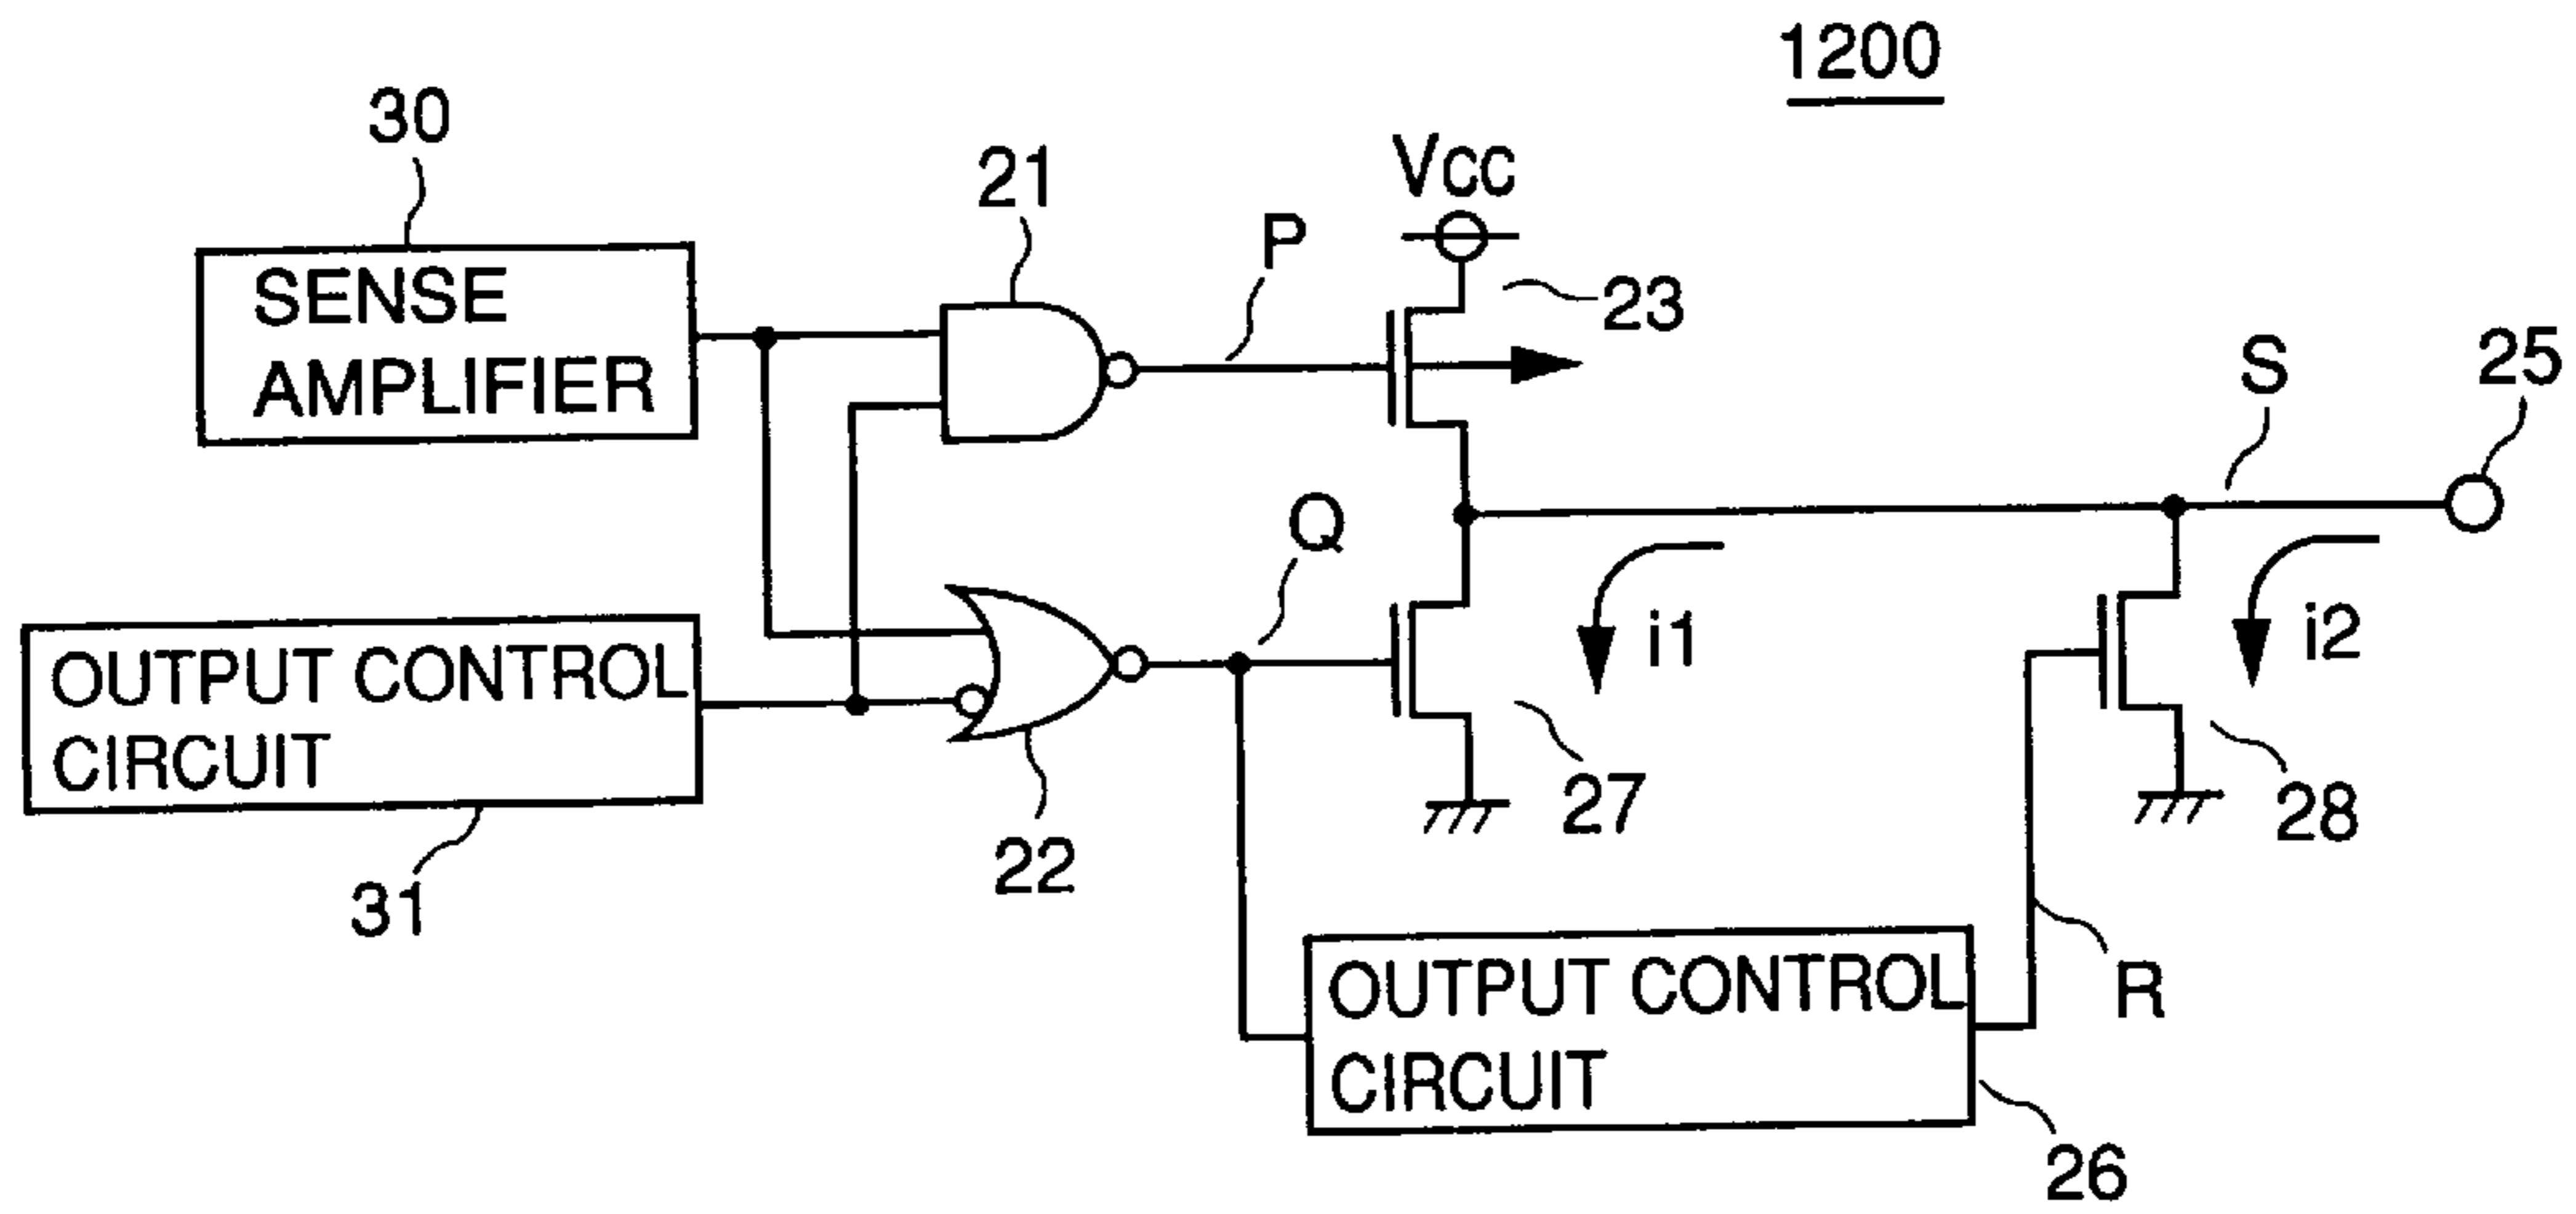 1200
30
21
VCC
P
23
SENSE
AMPLIFIER
S
25
Q
i1
i2
OUTPUT CONTROL
CIRCUIT
27
28
22
31
OUTPUT CONTROL
CIRCUIT
R
26